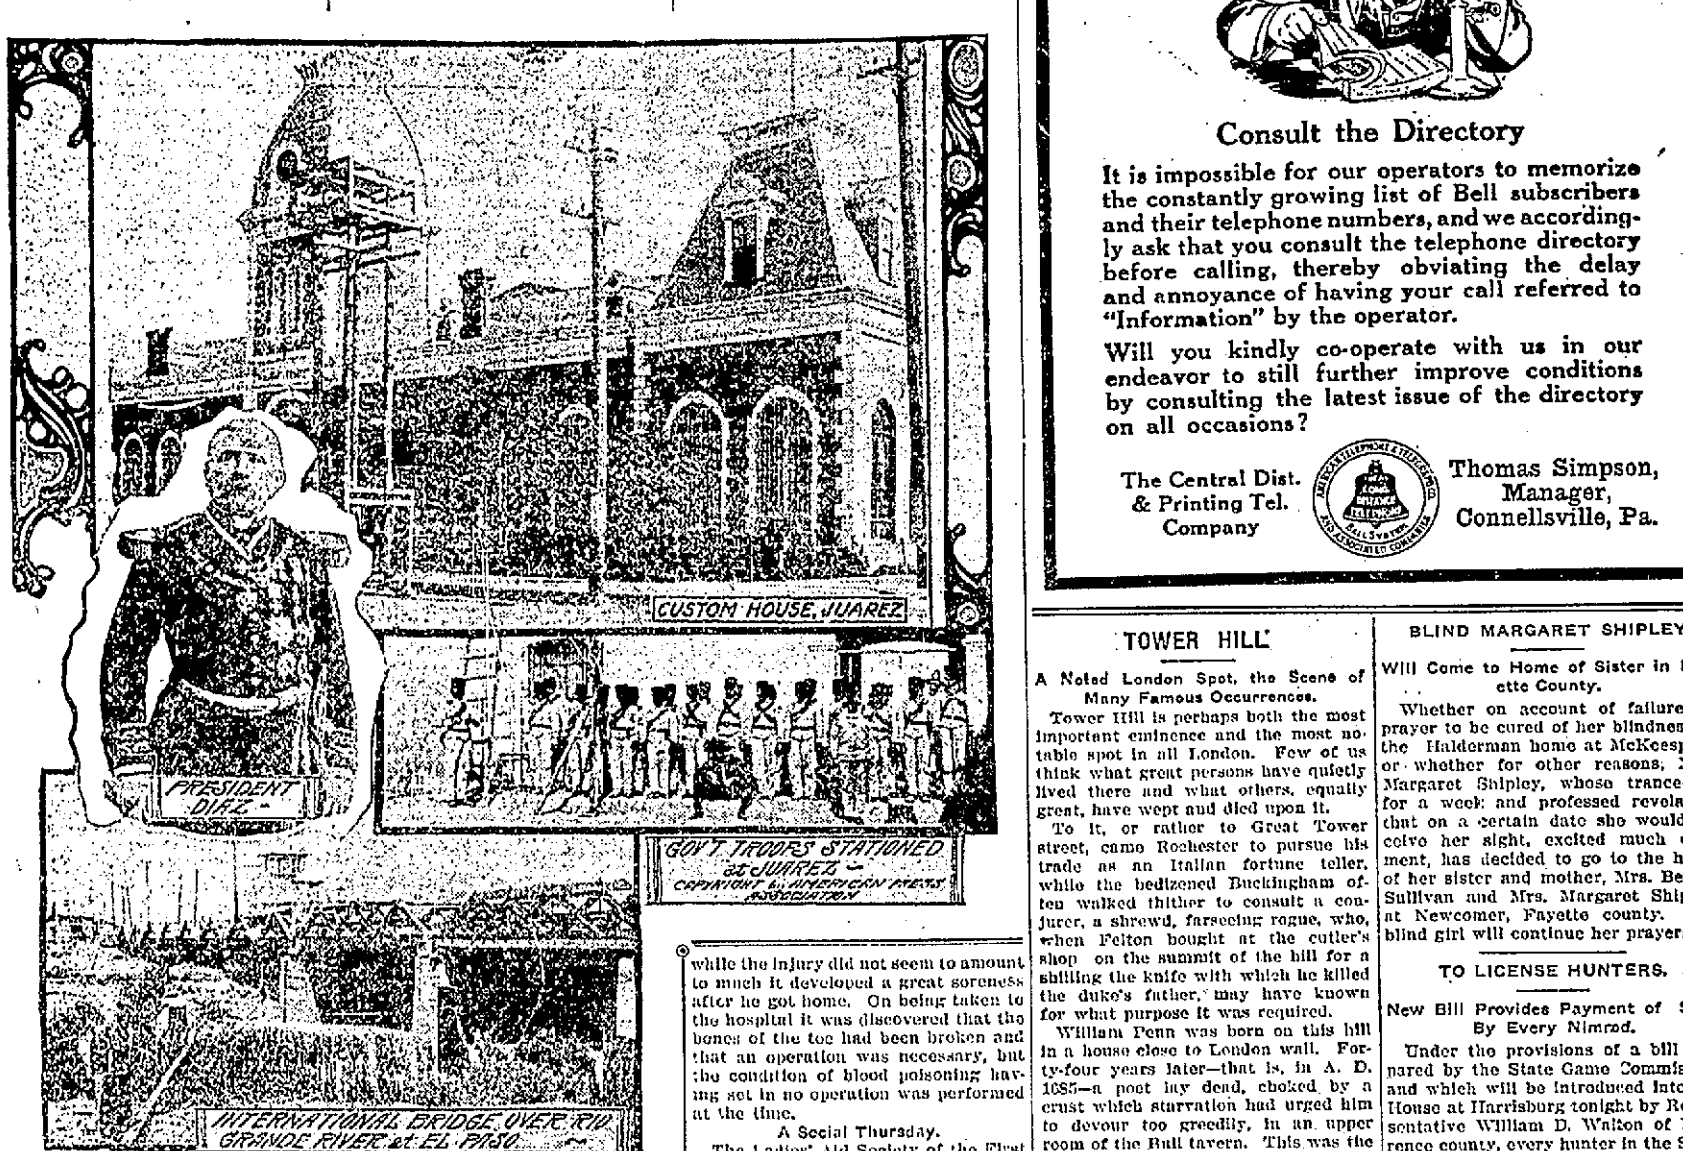 CUSTOM HOUSE, JUAREZ
PRESIDENT
DIAZ
GOV'T TROOPS STATIONED
at JUAREZ
COPYRIGHT by AMERICAN PRESS
ASSOCIATION
INTERNATIONAL BRIDGE OVER RIO
GRANDE RIVER at EL PASO
while the injury did not seem to amount
to much it developed a great soreness
after he got home. On being taken to
the hospital it was discovered that the
bones of the toe had been broken and
that an operation was necessary, but
the condition of blood poisoning hav-
ing set in no operation was performed
at the time.
A Social Thursday.
The Ladies' Aid Society of the First
Consult the Directory
It is impossible for our operators to memorize
the constantly growing list of Bell subscribers
and their telephone numbers, and we according-
ly ask that you consult the telephone directory
before calling, thereby obviating the delay
and annoyance of having your call referred to
"Information" by the operator.
Will you kindly co-operate with us in our
endeavor to still further improve conditions
by consulting the latest issue of the directory
on all occasions?
The Central Dist.
& Printing Tel.
Company
AMERICAN TELEPHONE & TELEGRAPH CO.
AND ASSOCIATED COMPANIES
BELL SYSTEM
Thomas Simpson,
Manager,
Connellsville, Pa.
TOWER HILL
A Noted London Spot, the Scene of
Many Famous Occurrences.
Tower Hill is perhaps both the most
important eminence and the most no-
table spot in all London. Few of us
think what great persons have quietly
lived there and what others, equally
great, have wept and died upon it.
To it, or rather to Great Tower
street, came Rochester to pursue his
trade as an Italian fortune teller,
while the bedizened Buckingham of-
ten walked thither to consult a con-
jurer, a shrewd, farseeing rogue, who,
when Felton bought at the cutler's
shop on the summit of the hill for a
shilling the knife with which he killed
the duke's father, may have known
for what purpose it was required.
William Penn was born on this hill
in a house close to London wall. For-
ty-four years later—that is, in A. D.
1685—a poet lay dead, choked by a
crust which starvation had urged him
to devour too greedily, in an upper
room of the Bull tavern. This was the
BLIND MARGARET SHIPLEY
Will Come to Home of Sister in
ette County.
Whether on account of failure
prayer to be cured of her blindnes
the Halderman home at McKeesp
or whether for other reasons,
Margaret Shipley, whose trance
for a week and professed revela
that on a certain date she would
ceive her sight, excited much
ment, has decided to go to the h
of her sister and mother, Mrs. Be
Sullivan and Mrs. Margaret Ship
at Newcomer, Fayette county.
blind girl will continue her prayer
TO LICENSE HUNTERS.
New Bill Provides Payment of
By Every Nimrod.
Under the provisions of a bill
pared by the State Game Commis
and which will be introduced into
House at Harrisburg tonight by Re
sentative William D. Walton of
rence county, every hunter in the S